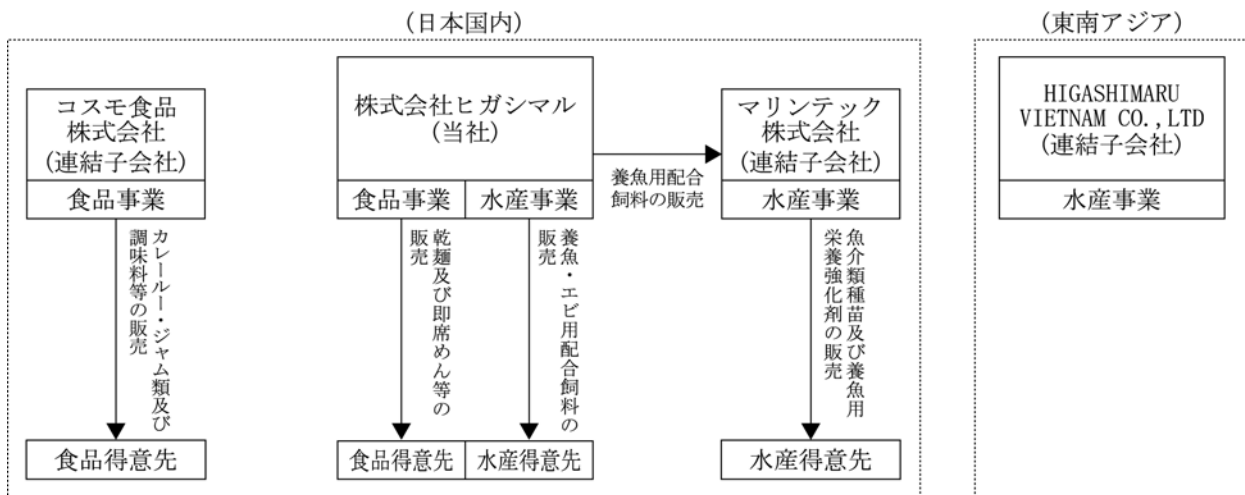 (日本国内)
(東南アジア)
コスモ食品
株式会社
(連結子会社)
食品事業
株式会社ヒガシマル
(当社)
食品事業
水産事業
養魚用配合
飼料の販売
マリンテック
株式会社
(連結子会社)
水産事業
HIGASHIMARU
VIETNAM CO.,LTD
(連結子会社)
水産事業
カレールー・ジャム類及び
調味料等の販売
乾麺及び即席めん等の
販売
養魚・エビ用配合飼料の
販売
魚介類種苗及び養魚用
栄養強化剤の販売
食品得意先
食品得意先
水産得意先
水産得意先